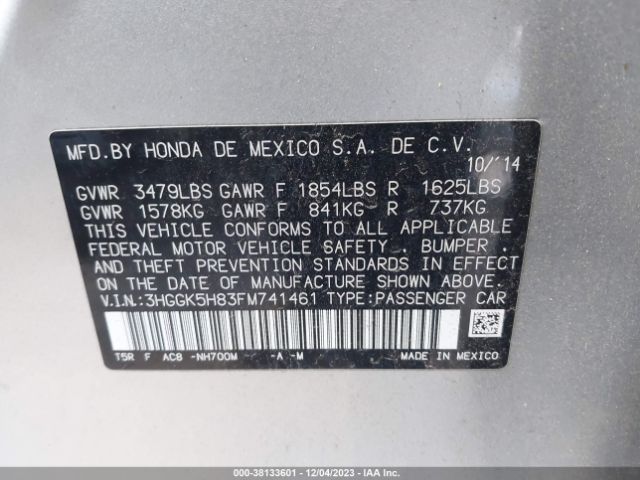 MFD.BY HONDA DE MEXICO S.A. DE C.V.
10/'14
GVWR 3479LBS GAWR F 1854LBS R 1625LBS
GVWR 1578KG GAWR F 841KG R 737KG
THIS VEHICLE CONFORMS TO ALL APPLICABLE
FEDERAL MOTOR VEHICLE SAFETY . BUMPER .
AND THEFT PREVENTION STANDARDS IN EFFECT
ON THE DATE OF MANUFACTURE SHOWN ABOVE.
V.I.N.:3HGGK5H83FM741461 TYPE:PASSENGER CAR
T5R F AC8 -NH700M -A -M MADE IN MEXICO
000-38133601 - 12/04/2023 - IAAI.COM